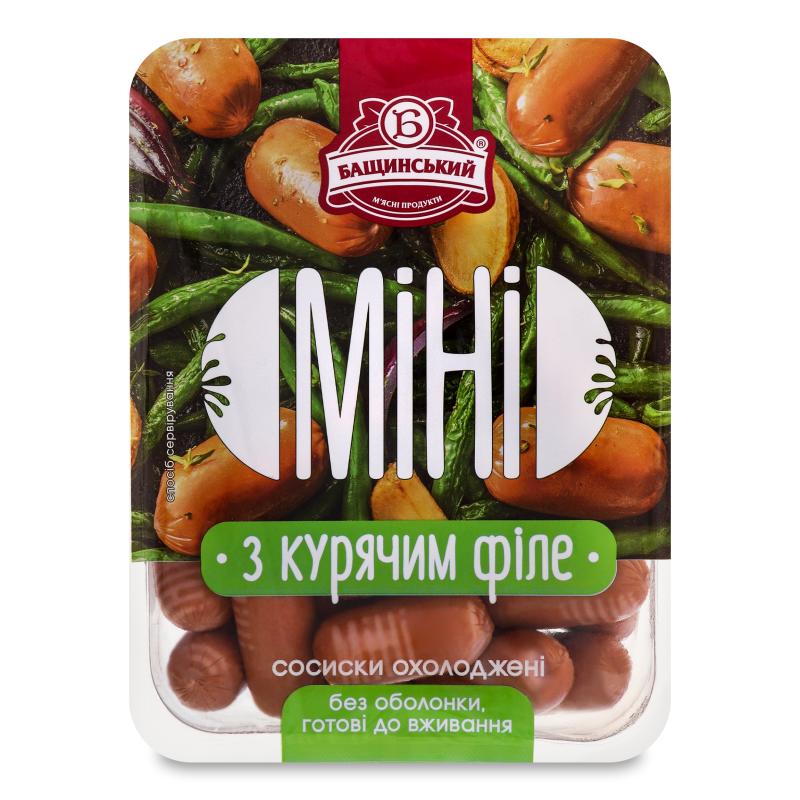 Б
БАЩИНСЬКИЙ®
М'ЯСНІ ПРОДУКТИ
Міні
спосіб сервірування
• з курячим філе •
сосиски охолоджені
без оболонки,
готові до вживання